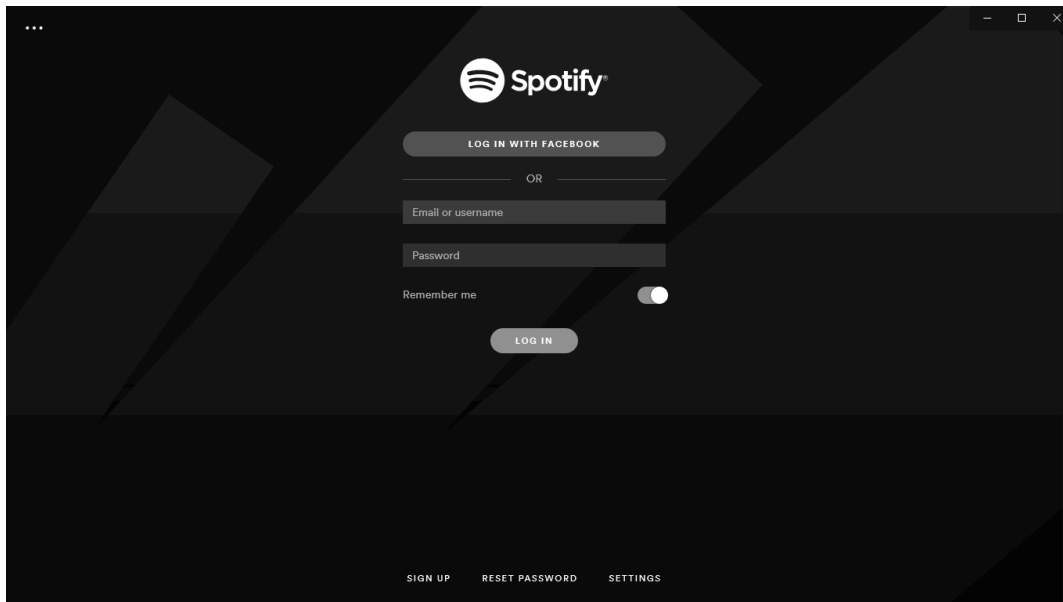 Spotify®
LOG IN WITH FACEBOOK
OR
Email or username
Password
Remember me
LOG IN
SIGN UP RESET PASSWORD SETTINGS